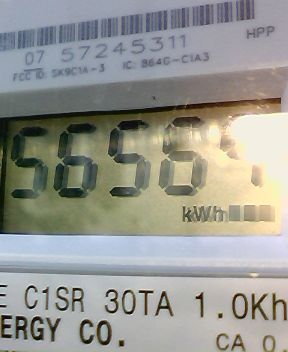 HPP
07 57245311
FCC ID: SK9C1A-3 IC: 864G-C1A3
5656
kWh
E C1SR 30TA 1.0Kh
ERGY CO.
CA 0.